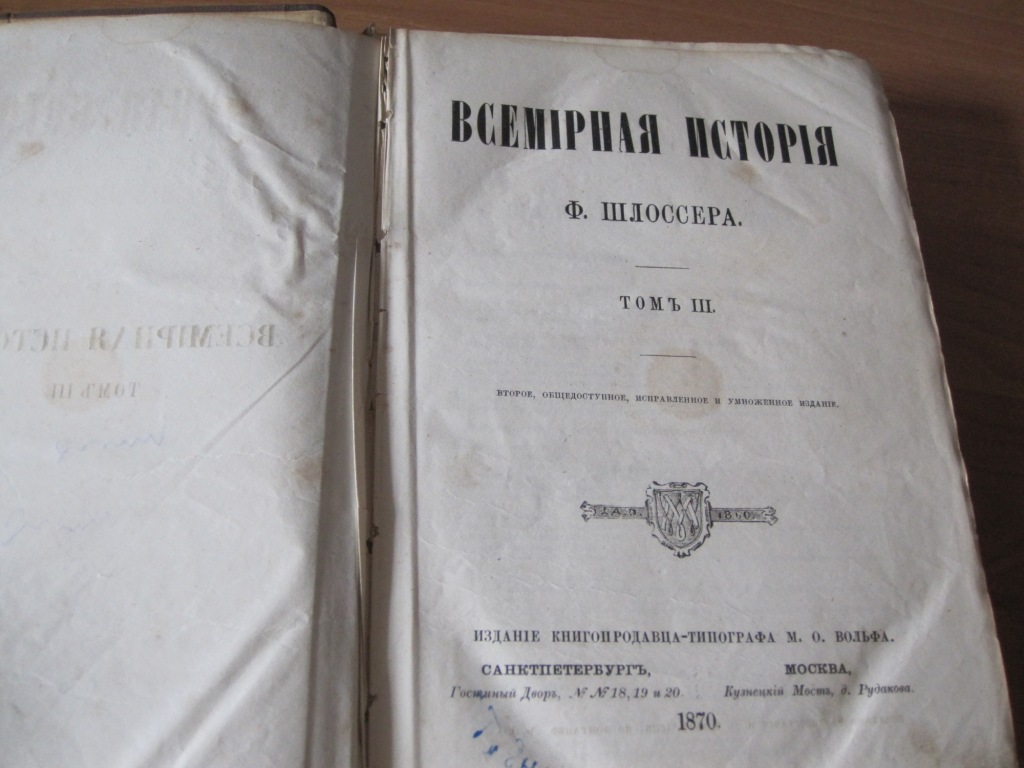 ВСЕМІРНАЯ ИСТОРІЯ
Ф. ШЛОССЕРА.
ТОМЪ III.
ВТОРОЕ, ОБЩЕДОСТУПНОЕ, ИСПРАВЛЕННОЕ И УМНОЖЕННОЕ ИЗДАНІЕ.
ИЗДАНІЕ КНИГОПРОДАВЦА-ТИПОГРАФА М. О. ВОЛЬФА.
САНКТПЕТЕРБУРГЪ, МОСКВА,
Гостиный Дворъ, №№ 18, 19 и 20. Кузнецкій Мостъ, д. Рудакова.
1870.